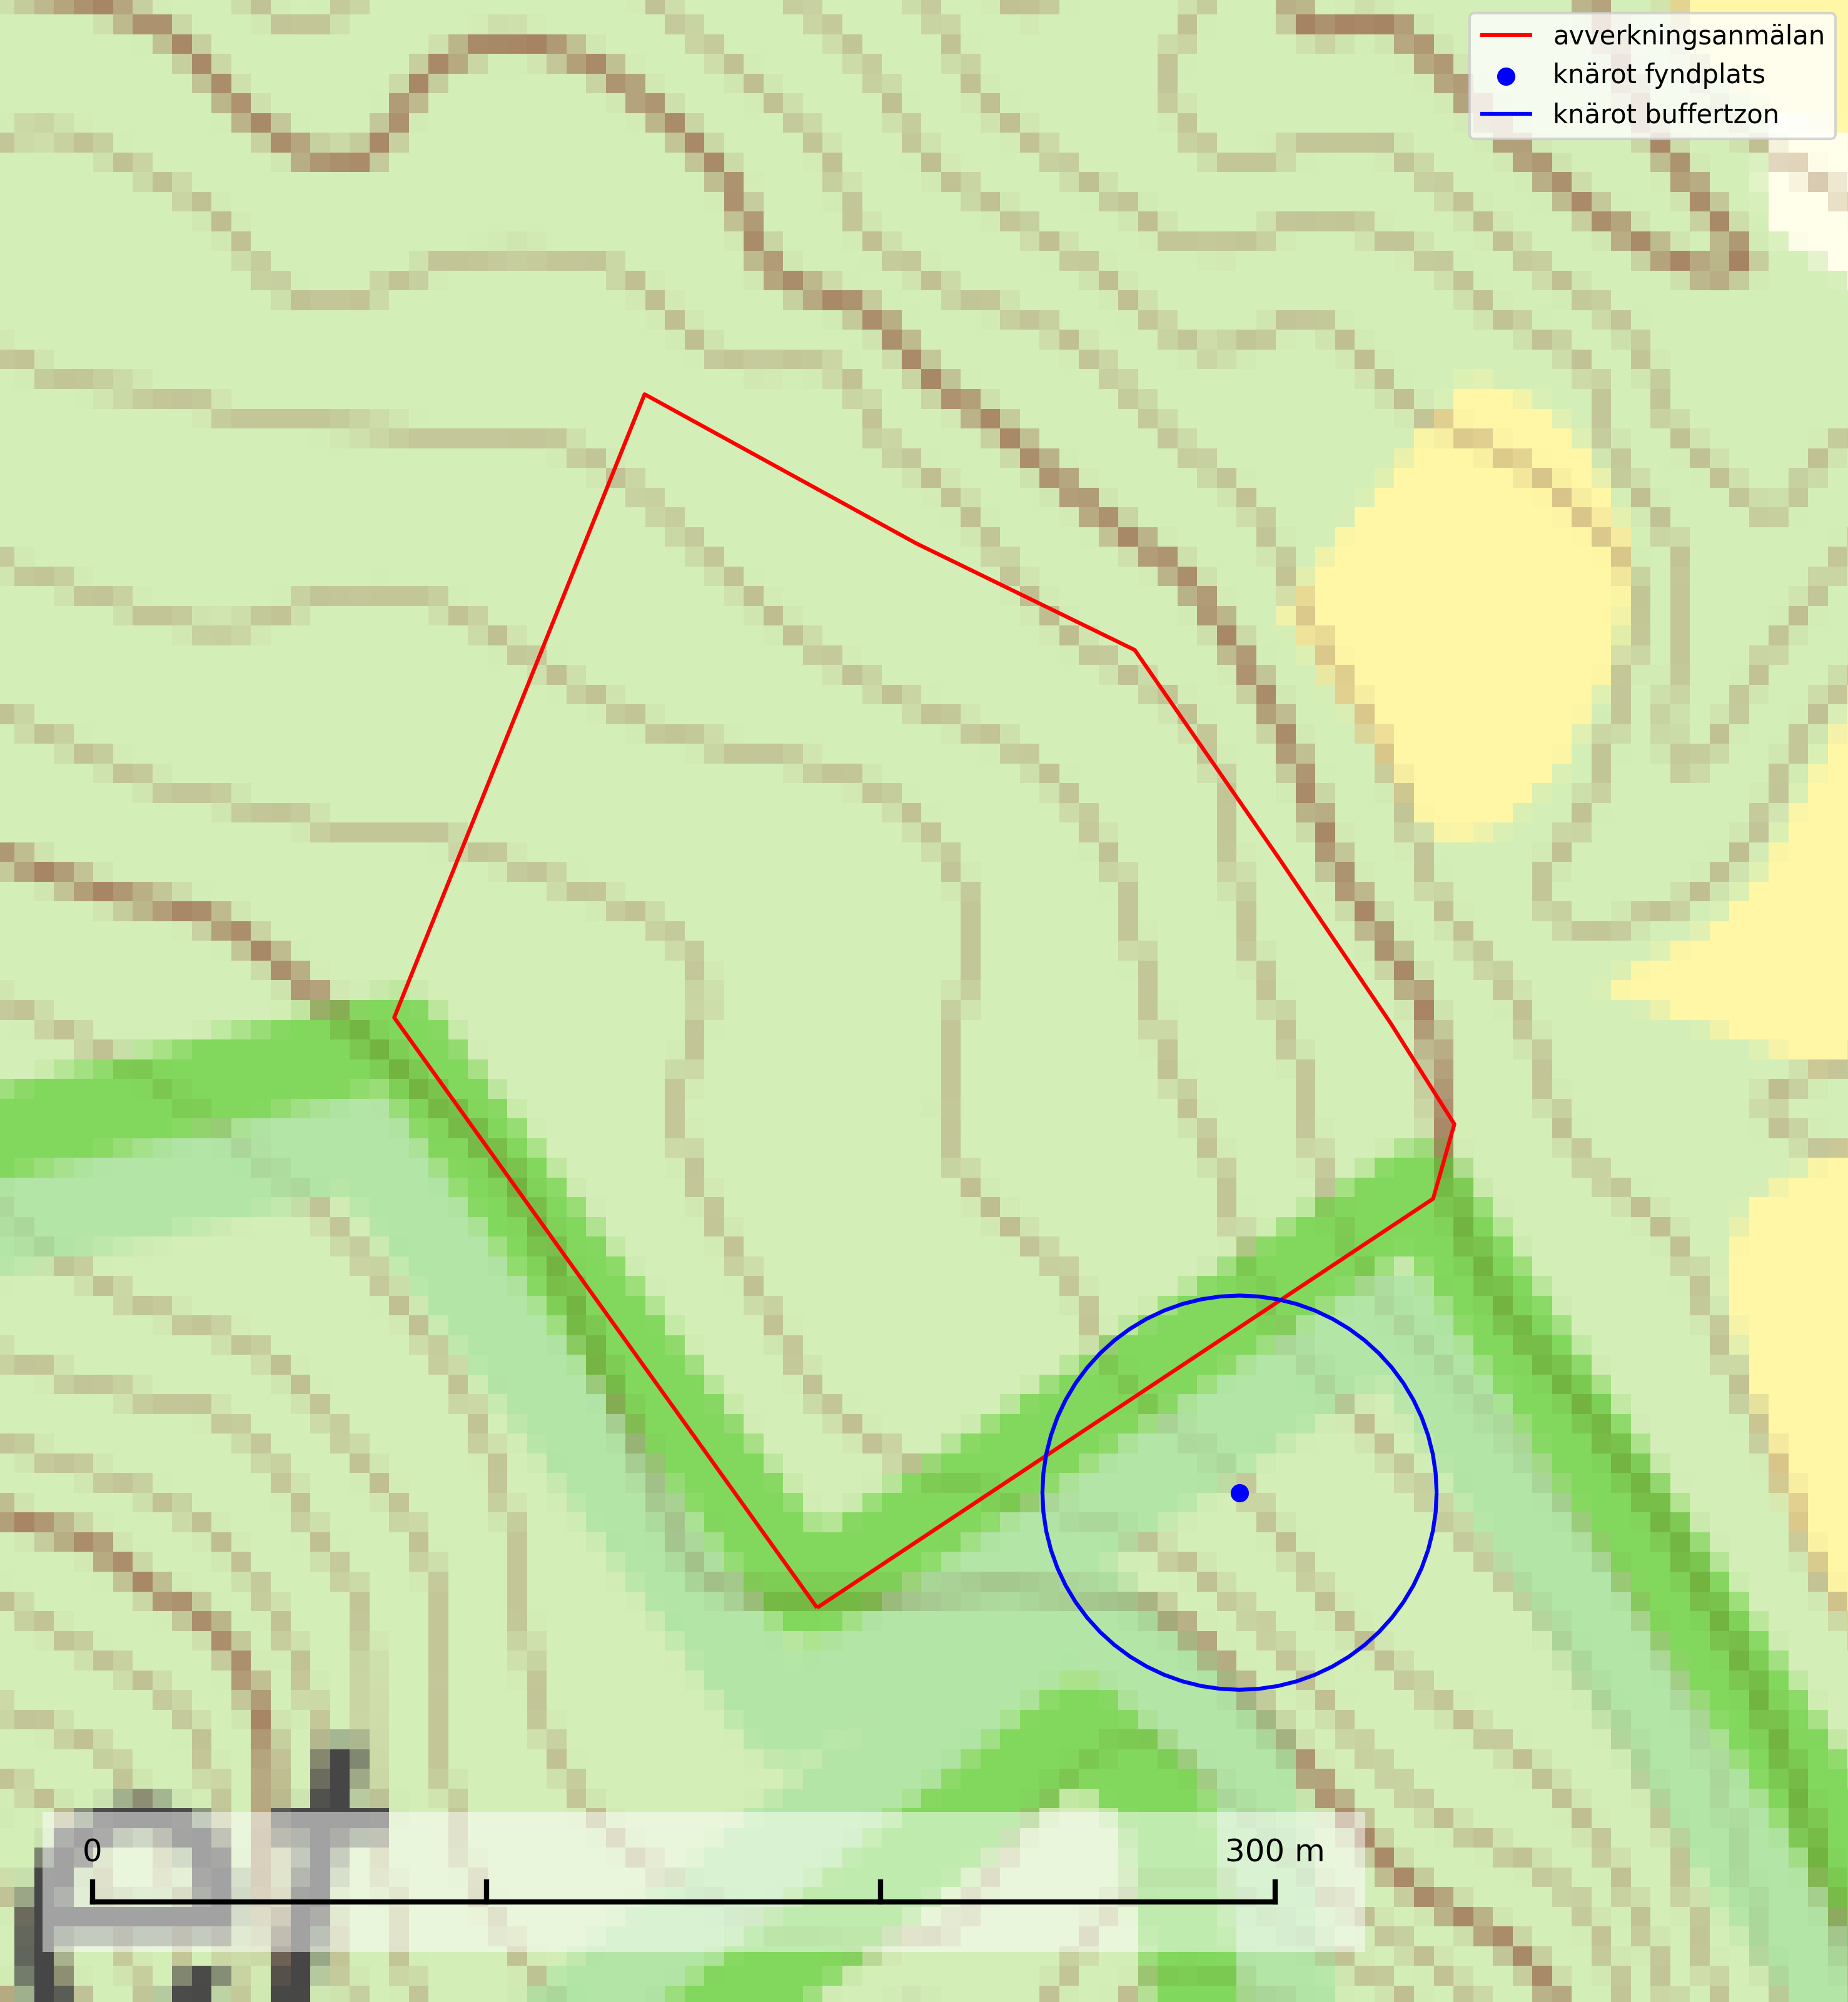 avverkningsanmälan
knärot fyndplats
knärot buffertzon
0 300 m